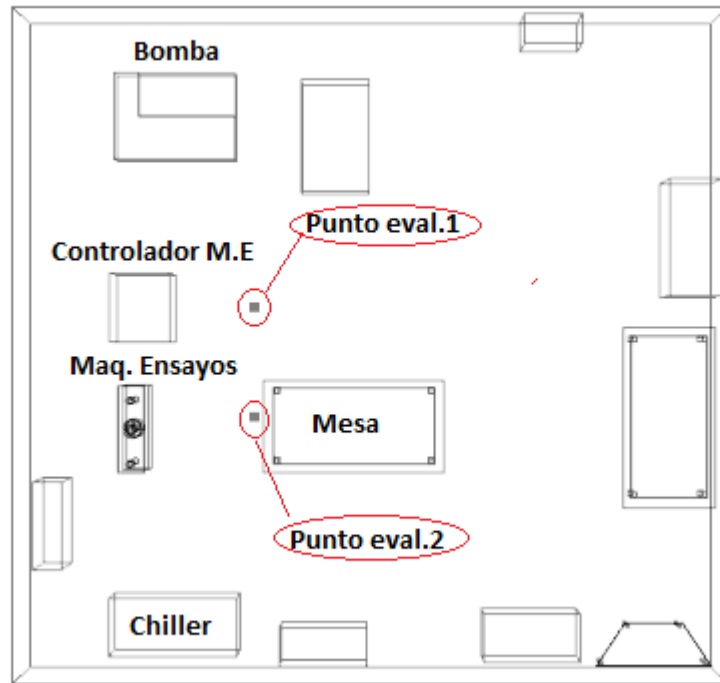 Bomba
Punto eval.1
Controlador M.E
Maq. Ensayos
Mesa
Punto eval.2
Chiller